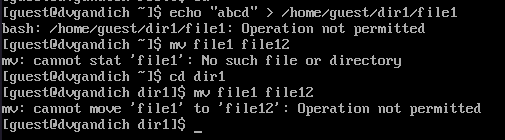 [guest@dvgandich ~]$ echo "abcd" > /home/guest/dir1/file1
bash: /home/guest/dir1/file1: Operation not permitted
[guest@dvgandich ~]$ mv file1 file12
mv: cannot stat 'file1': No such file or directory
[guest@dvgandich ~]$ cd dir1
[guest@dvgandich dir1]$ mv file1 file12
mv: cannot move 'file1' to 'file12': Operation not permitted
[guest@dvgandich dir1]$ _